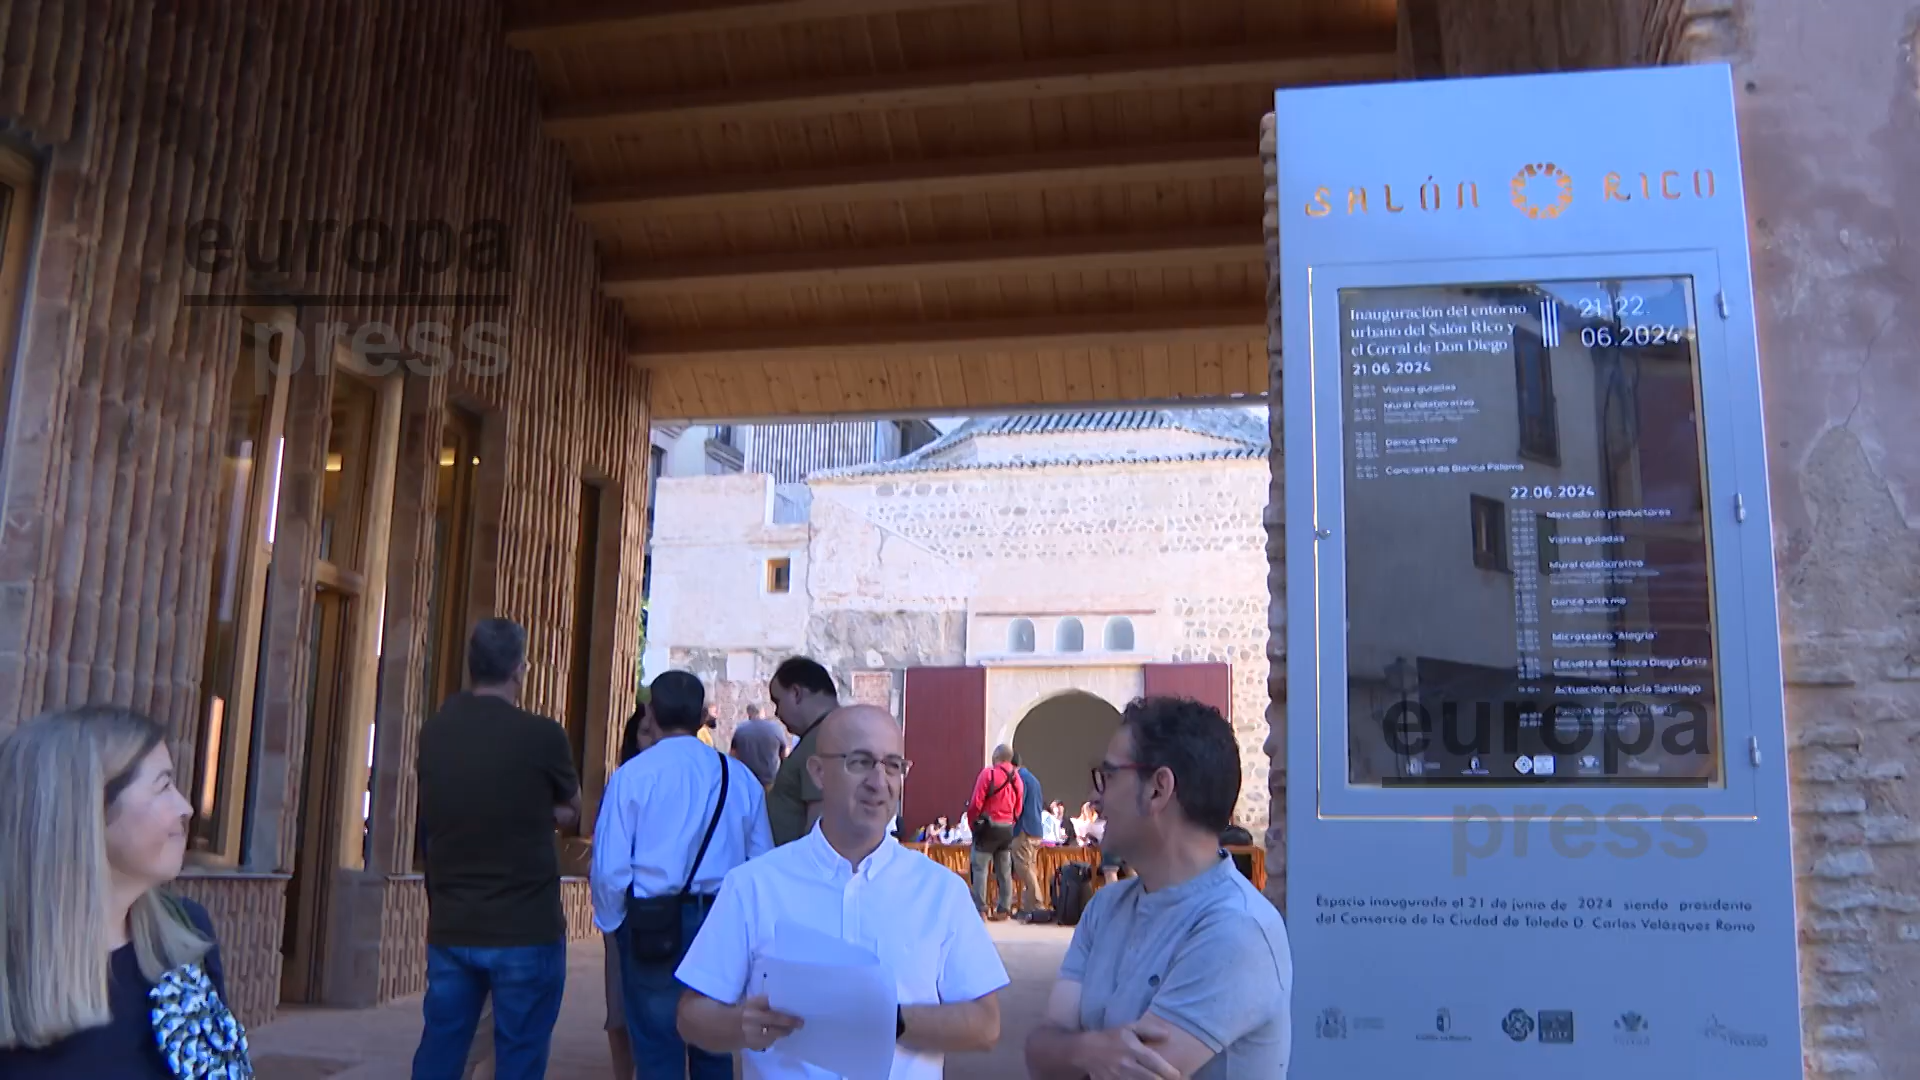 europa
press
SALÓN RICO
Inauguración del entorno
urbano del Salón Rico y
el Corral de Don Diego
21-22.
06.2024
21.06.2024
Visitas guiadas
Mural colaborativo
Dance with me
Concierto de Blanca Paloma
22.06.2024
Mercado de productores
Visitas guiadas
Mural colaborativo
Dance with me
Microteatro "Alegría"
Escuela de Música Diego Ortiz
Actuación de Lucía Santiago
europa
press
Espacio inaugurado el 21 de junio de 2024 siendo presidente
del Consorcio de la Ciudad de Toledo D. Carlos Velázquez Romo
TOLEDO
TOLEDO